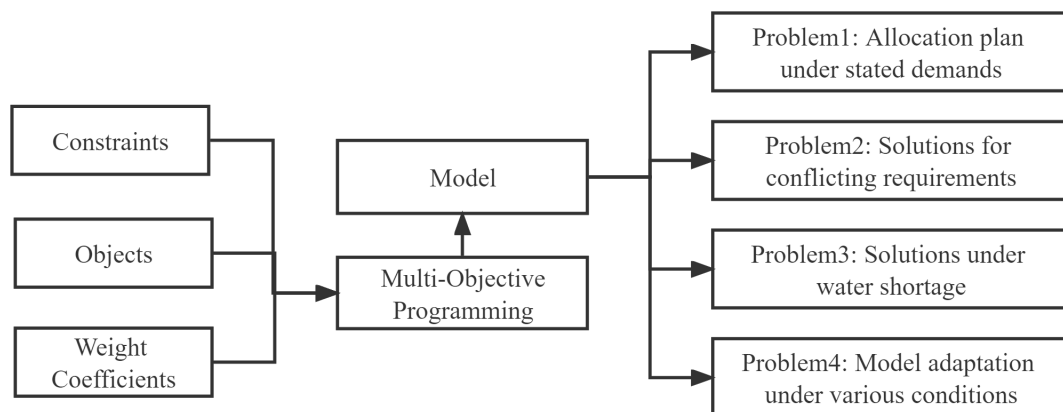 Constraints
Objects
Weight
Coefficients
Model
Multi-Objective
Programming
Problem1: Allocation plan
under stated demands
Problem2: Solutions for
conflicting requirements
Problem3: Solutions under
water shortage
Problem4: Model adaptation
under various conditions